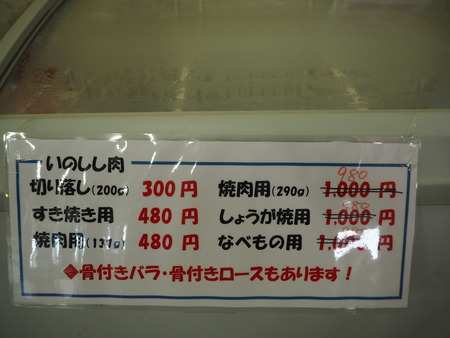 いのしし肉
980
切り落し(200g) 300円 焼肉用(290g) 1,000円
980
すき焼き用 480円 しょうが焼用 1,000円
焼肉用(131g) 480円 なべもの用 円
骨付きバラ・骨付きロースもあります!